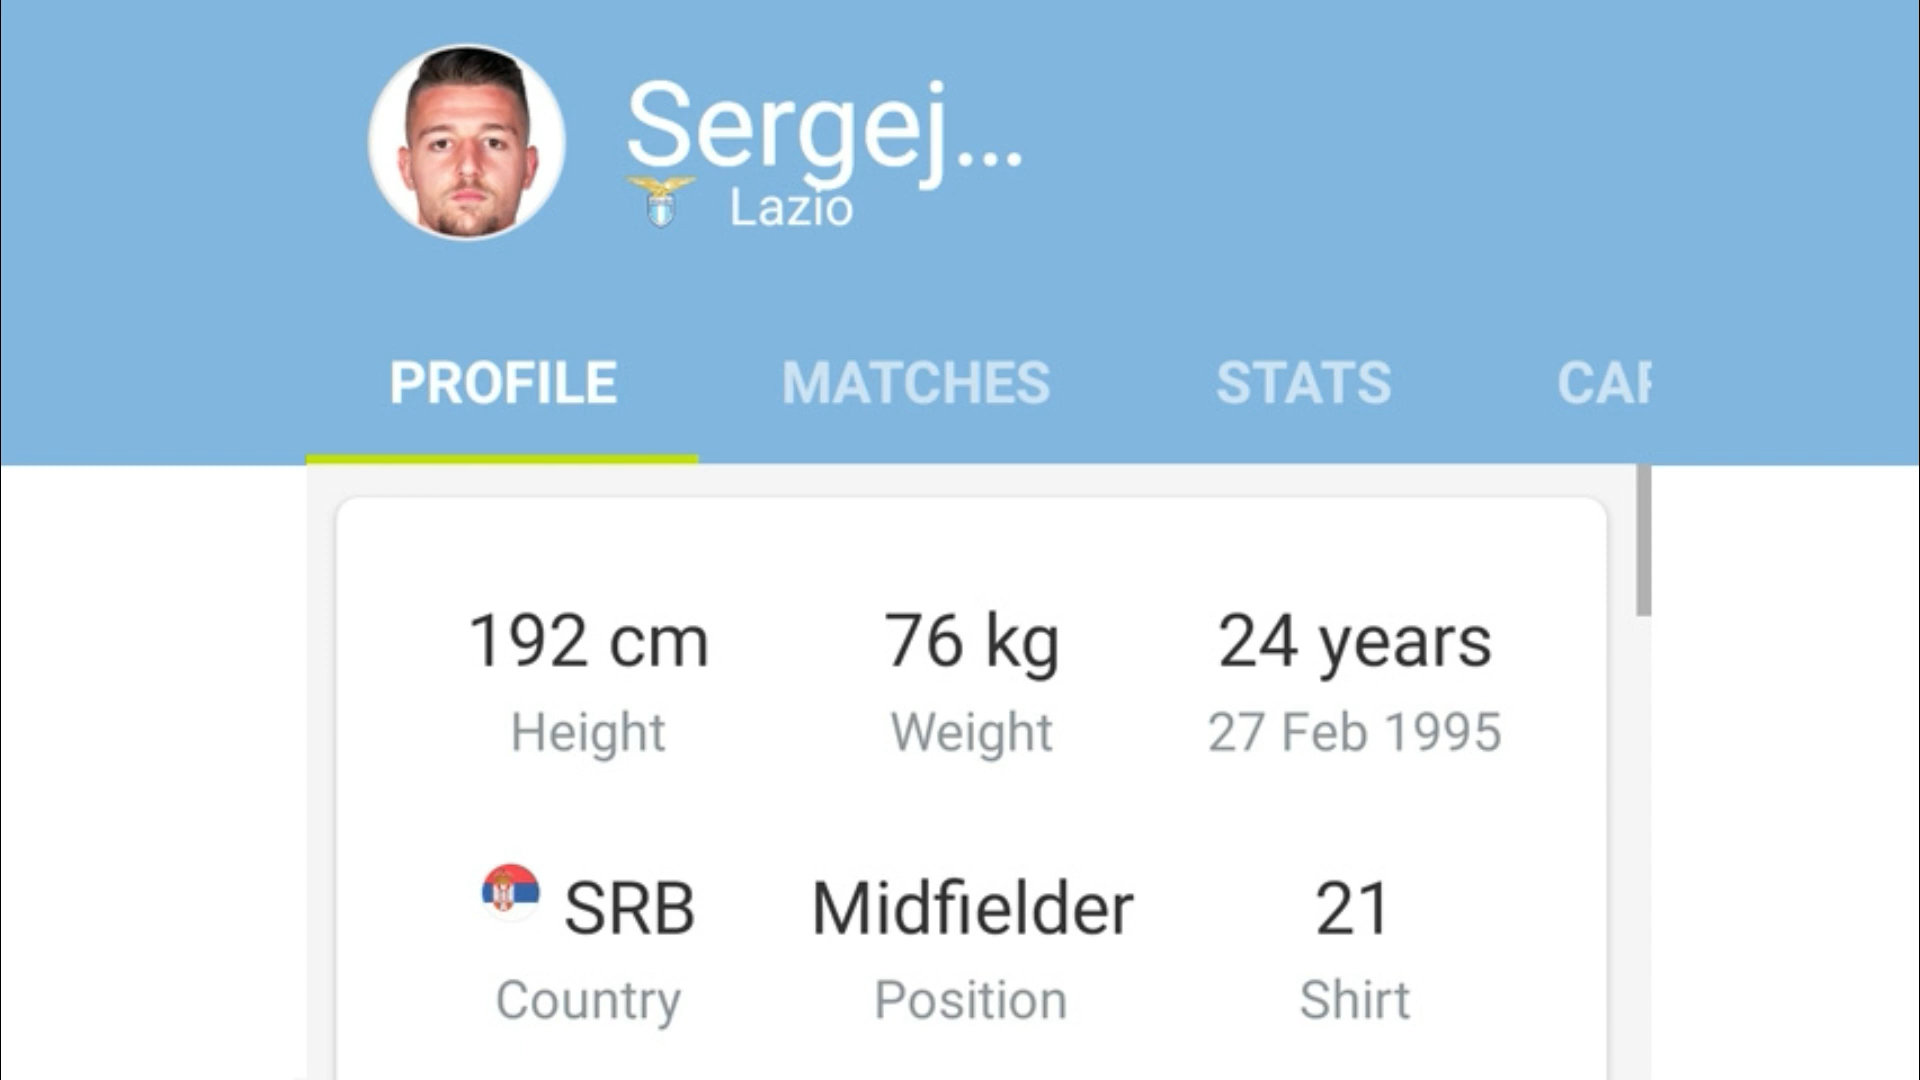 Sergej...
Lazio
PROFILE MATCHES STATS
192 cm 76 kg 24 years
Height Weight 27 Feb 1995
SRB Midfielder 21
Country Position Shirt